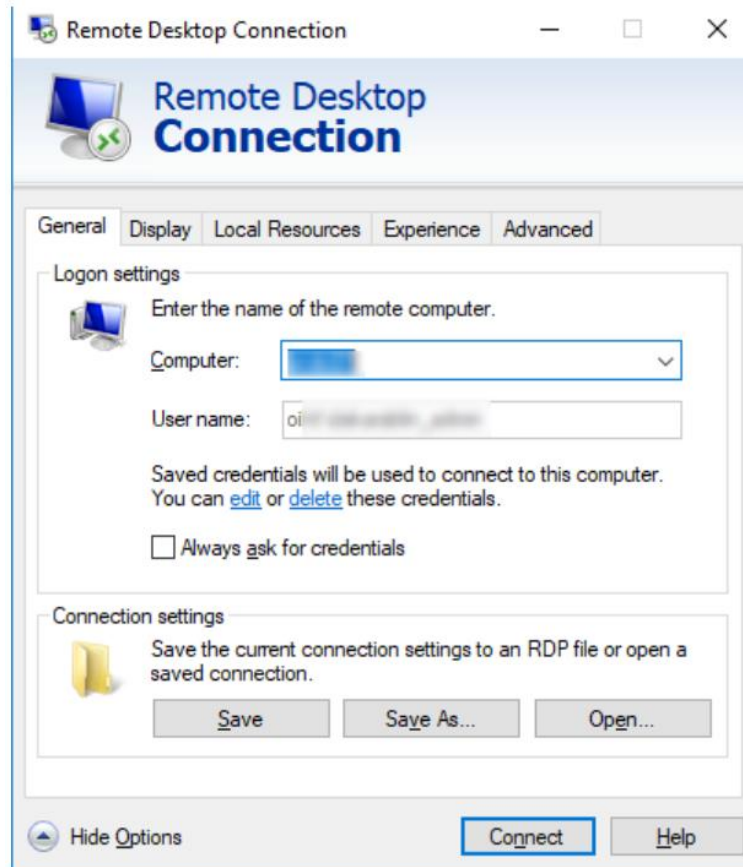 Remote Desktop Connection
Remote Desktop
Connection
General Display Local Resources Experience Advanced
Logon settings
Enter the name of the remote computer.
Computer:
User name:
Saved credentials will be used to connect to this computer.
You can edit or delete these credentials.
Always ask for credentials
Connection settings
Save the current connection settings to an RDP file or open a
saved connection.
Save Save As... Open...
Hide Options Connect Help